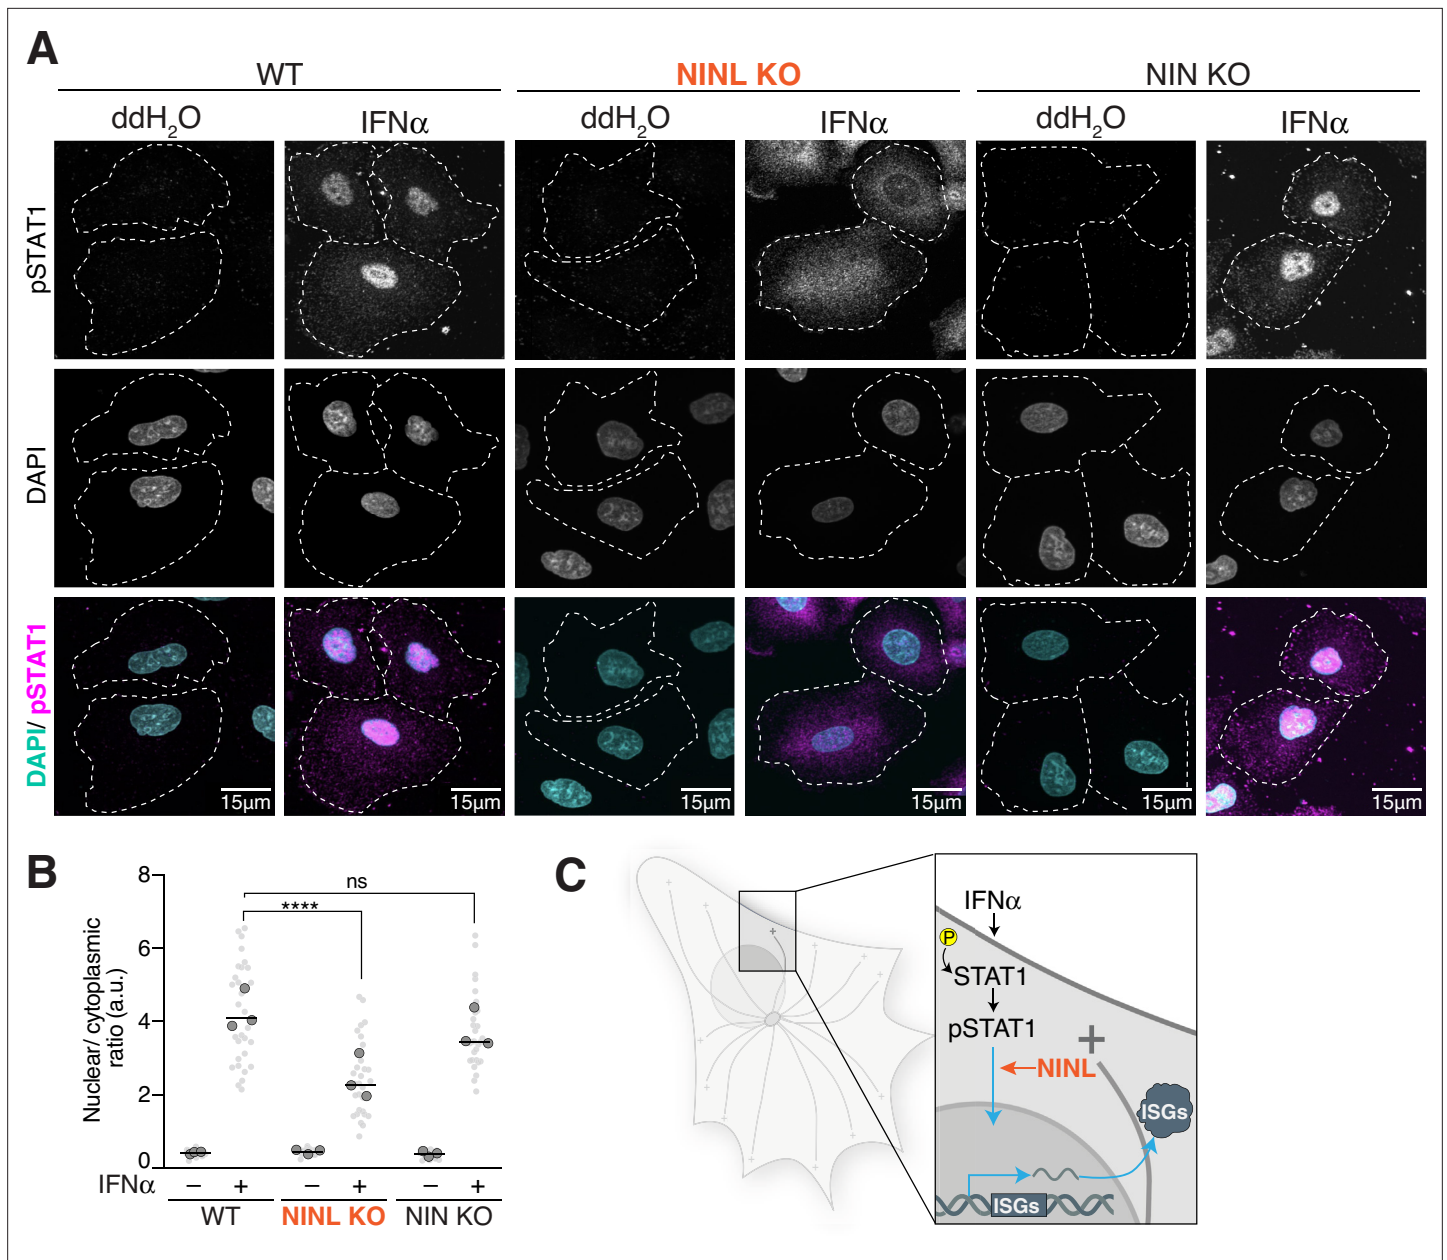 A
WT
NINL KO
NIN KO
ddH₂O
IFNα
ddH₂O
IFNα
ddH₂O
IFNα
pSTAT1
DAPI
DAPI/ pSTAT1
15µm
15µm
15µm
15µm
15µm
15µm
B
Nuclear/ cytoplasmic
ratio (a.u.)
8
6
4
2
0
ns
****
IFNα
– + – + – +
WT
NINL KO
NIN KO
C
IFNα
P
STAT1
pSTAT1
+
NINL
ISGs
ISGs